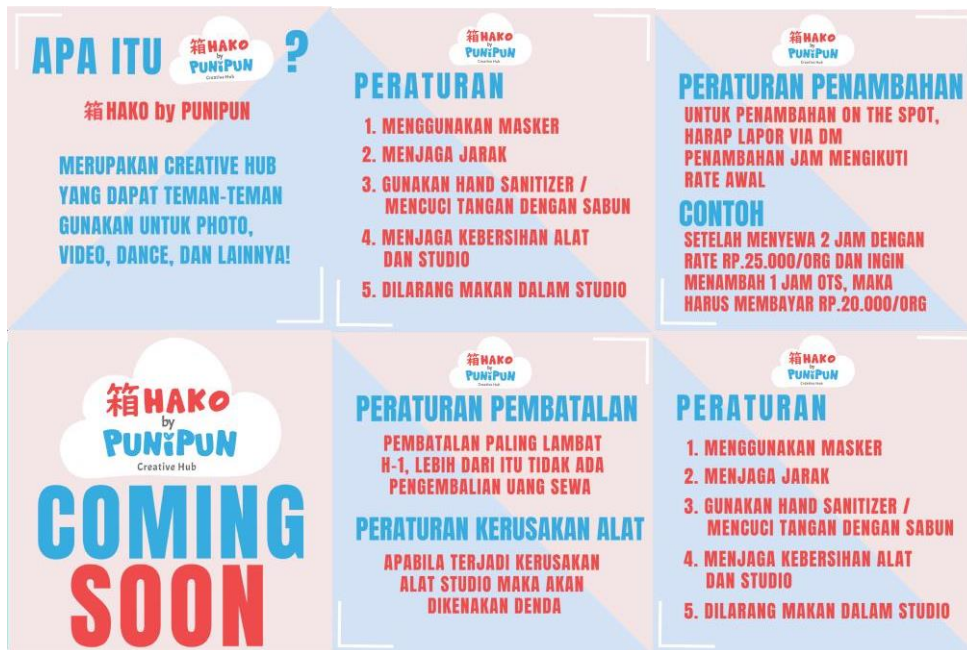 APA ITU 箱HAKO by PUNiPUN Creative Hub ?
箱 HAKO by PUNIPUN
MERUPAKAN CREATIVE HUB
YANG DAPAT TEMAN-TEMAN
GUNAKAN UNTUK PHOTO,
VIDEO, DANCE, DAN LAINNYA!
箱HAKO
by
PUNiPUN
Creative Hub
PERATURAN
1. MENGGUNAKAN MASKER
2. MENJAGA JARAK
3. GUNAKAN HAND SANITIZER /
MENCUCI TANGAN DENGAN SABUN
4. MENJAGA KEBERSIHAN ALAT
DAN STUDIO
5. DILARANG MAKAN DALAM STUDIO
箱HAKO
by
PUNiPUN
Creative Hub
PERATURAN PENAMBAHAN
UNTUK PENAMBAHAN ON THE SPOT,
HARAP LAPOR VIA DM
PENAMBAHAN JAM MENGIKUTI
RATE AWAL
CONTOH
SETELAH MENYEWA 2 JAM DENGAN
RATE RP.25.000/ORG DAN INGIN
MENAMBAH 1 JAM OTS, MAKA
HARUS MEMBAYAR RP.20.000/ORG
箱HAKO
by
PUNiPUN
Creative Hub
COMING
SOON
箱HAKO
by
PUNiPUN
Creative Hub
PERATURAN PEMBATALAN
PEMBATALAN PALING LAMBAT
H-1, LEBIH DARI ITU TIDAK ADA
PENGEMBALIAN UANG SEWA
PERATURAN KERUSAKAN ALAT
APABILA TERJADI KERUSAKAN
ALAT STUDIO MAKA AKAN
DIKENAKAN DENDA
箱HAKO
by
PUNiPUN
Creative Hub
PERATURAN
1. MENGGUNAKAN MASKER
2. MENJAGA JARAK
3. GUNAKAN HAND SANITIZER /
MENCUCI TANGAN DENGAN SABUN
4. MENJAGA KEBERSIHAN ALAT
DAN STUDIO
5. DILARANG MAKAN DALAM STUDIO